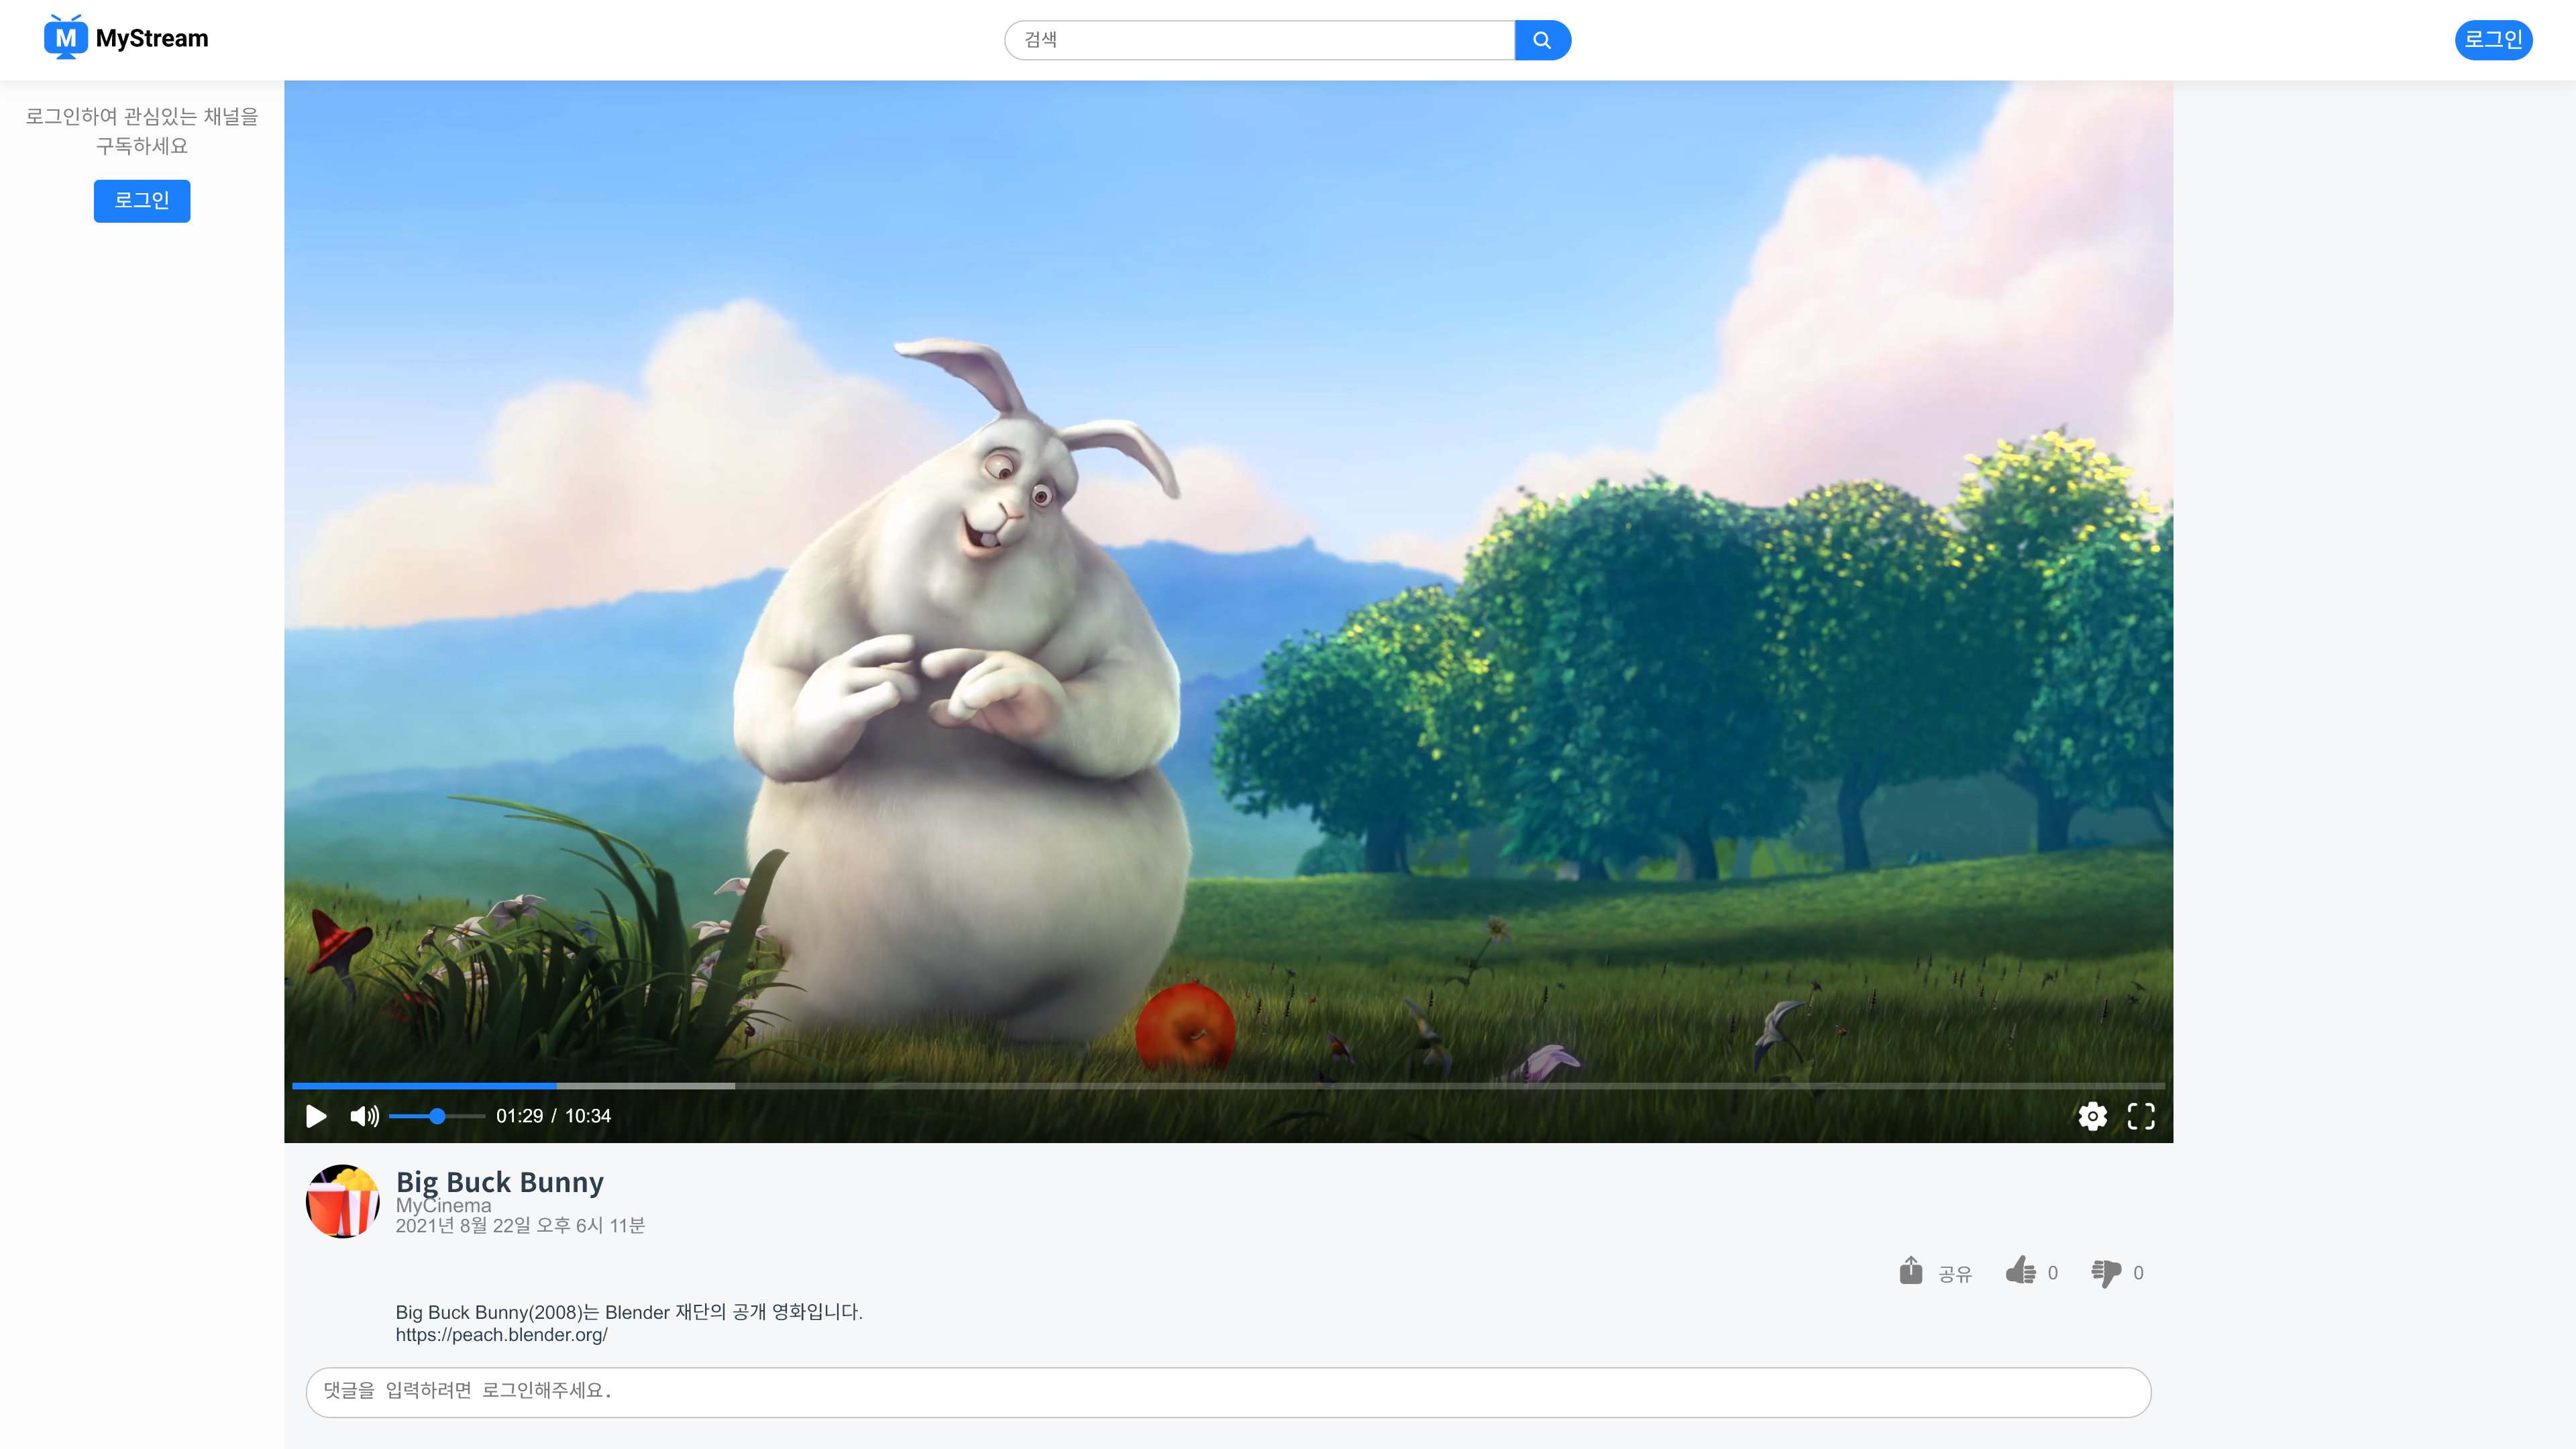 M MyStream
검색
로그인
로그인하여 관심있는 채널을
구독하세요
로그인
01:29 / 10:34
Big Buck Bunny
MyCinema
2021년 8월 22일 오후 6시 11분
공유 0 0
Big Buck Bunny(2008)는 Blender 재단의 공개 영화입니다.
https://peach.blender.org/
댓글을 입력하려면 로그인해주세요.